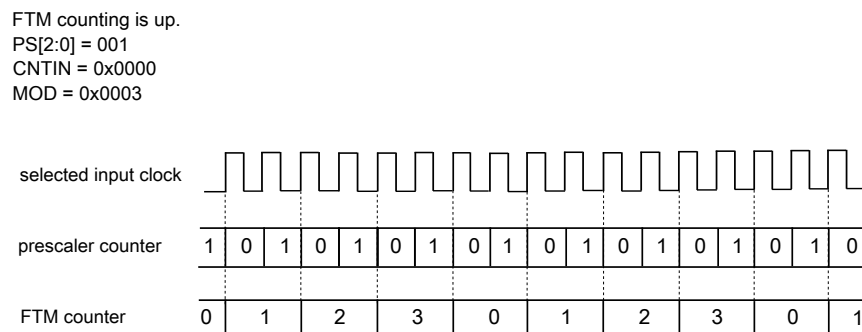 FTM counting is up.
PS[2:0] = 001
CNTIN = 0x0000
MOD = 0x0003
selected input clock
prescaler counter 1 0 1 0 1 0 1 0 1 0 1 0 1 0 1 0 1 0
FTM counter 0 1 2 3 0 1 2 3 0 1